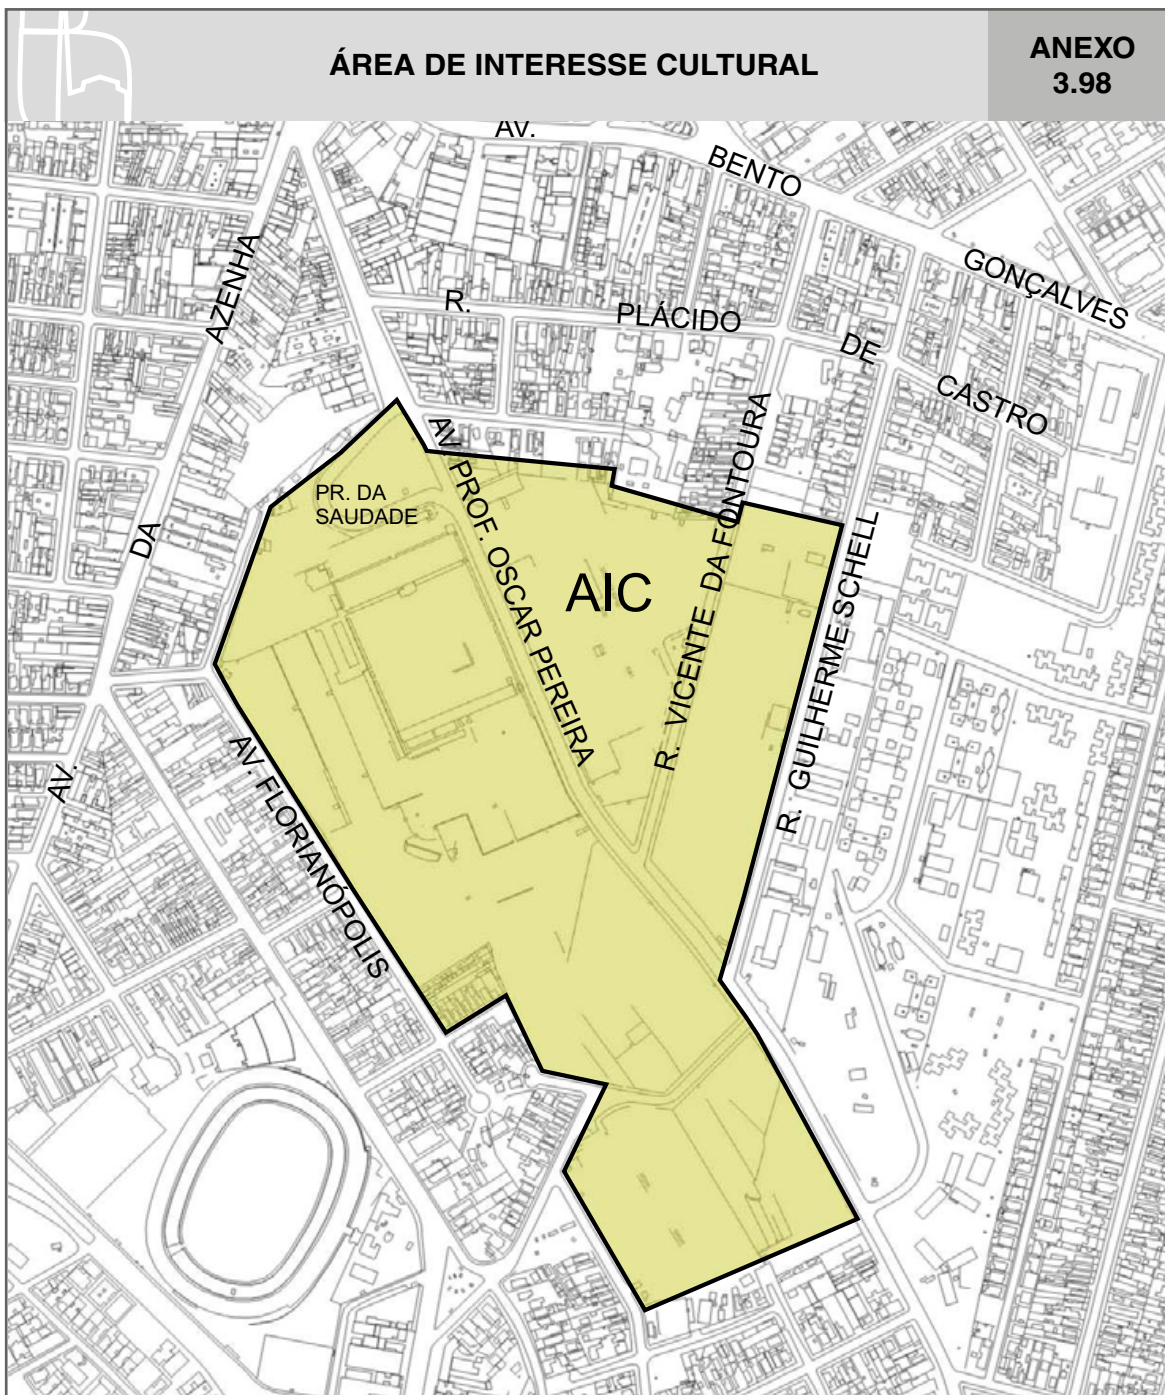 ÁREA DE INTERESSE CULTURAL
ANEXO
3.98
AV. BENTO GONÇALVES
R. PLÁCIDO DE CASTRO
AV. DA AZENHA
PR. DA
SAUDADE
AV. PROF. OSCAR PEREIRA
AIC
R. VICENTE DA FONTOURA
R. GUILHERME SCHELL
AV. FLORIANÓPOLIS